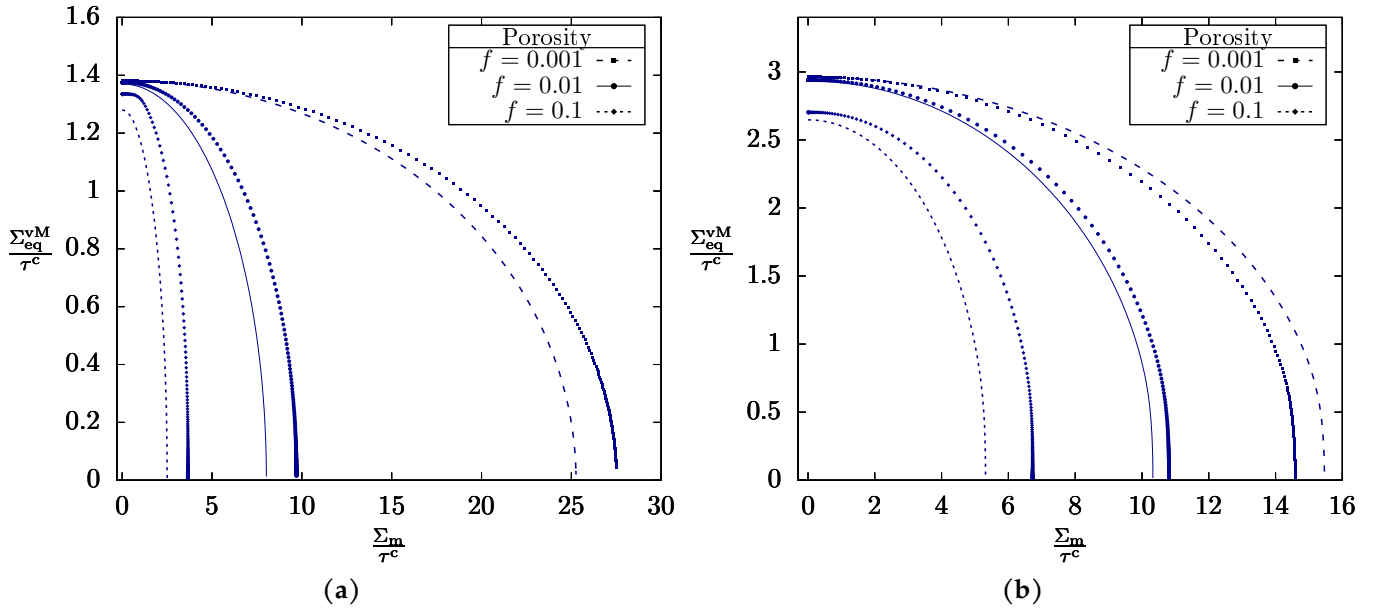 Porosity
f = 0.001
f = 0.01
f = 0.1
1.6
1.4
1.2
1
0.8
0.6
0.4
0.2
0
Σ_eq^vM / τ^c
0 5 10 15 20 25 30
Σ_m / τ^c
(a)
Porosity
f = 0.001
f = 0.01
f = 0.1
3
2.5
2
1.5
1
0.5
0
Σ_eq^vM / τ^c
0 2 4 6 8 10 12 14 16
Σ_m / τ^c
(b)